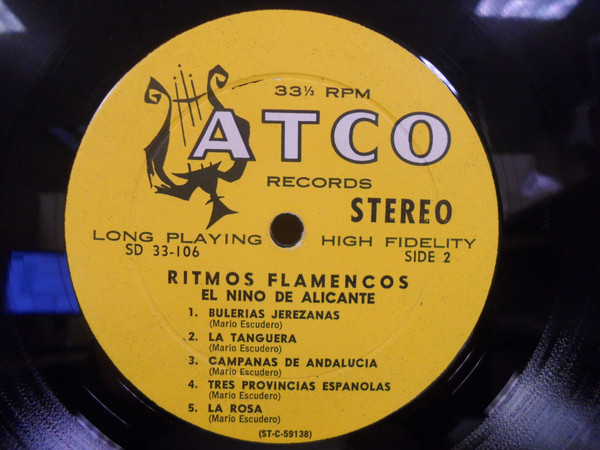 33⅓ RPM
ATCO
RECORDS
STEREO
LONG PLAYING HIGH FIDELITY
SD 33-106 SIDE 2
RITMOS FLAMENCOS
EL NINO DE ALICANTE
1. BULERIAS JEREZANAS
(Mario Escudero)
2. LA TANGUERA
(Mario Escudero)
3. CAMPANAS DE ANDALUCIA
(Mario Escudero)
4. TRES PROVINCIAS ESPANOLAS
(Mario Escudero)
5. LA ROSA
(Mario Escudero)
(ST-C-59138)